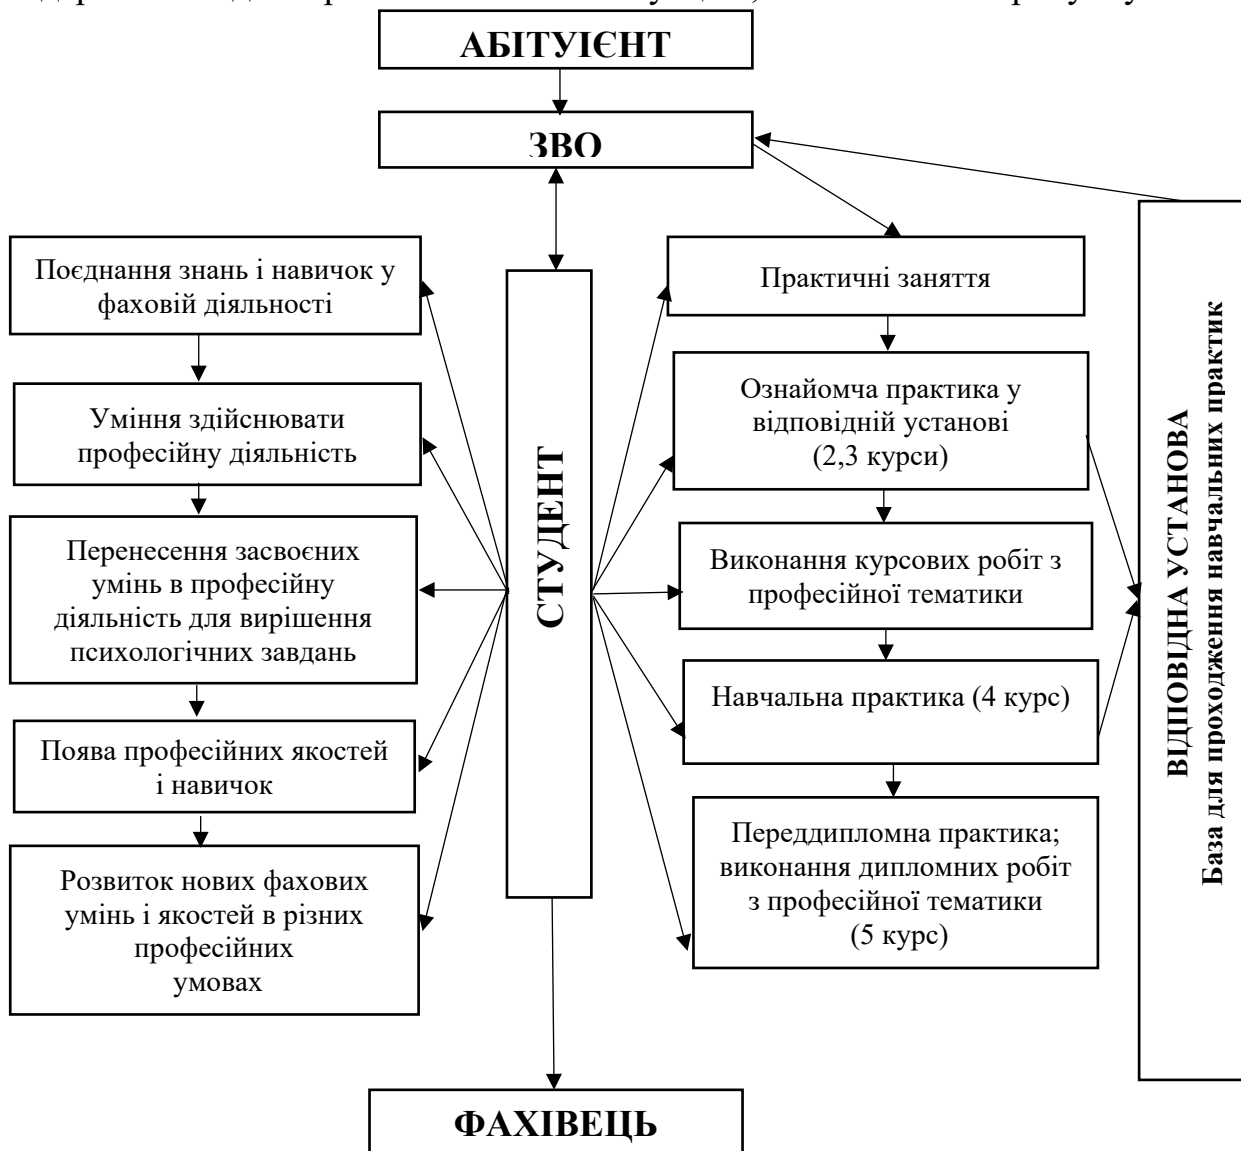 АБІТУІЄНТ
ЗВО
Поєднання знань і навичок у
фаховій діяльності
Уміння здійснювати
професійну діяльність
Перенесення засвоєних
умінь в професійну
діяльність для вирішення
психологічних завдань
Поява професійних якостей
і навичок
Розвиток нових фахових
умінь і якостей в різних
професійних
умовах
СТУДЕНТ
Практичні заняття
Ознайомча практика у
відповідній установі
(2,3 курси)
Виконання курсових робіт з
професійної тематики
Навчальна практика (4 курс)
Переддипломна практика;
виконання дипломних робіт
з професійної тематики
(5 курс)
ВІДПОВІДНА УСТАНОВА
База для проходження навчальних практик
ФАХІВЕЦЬ